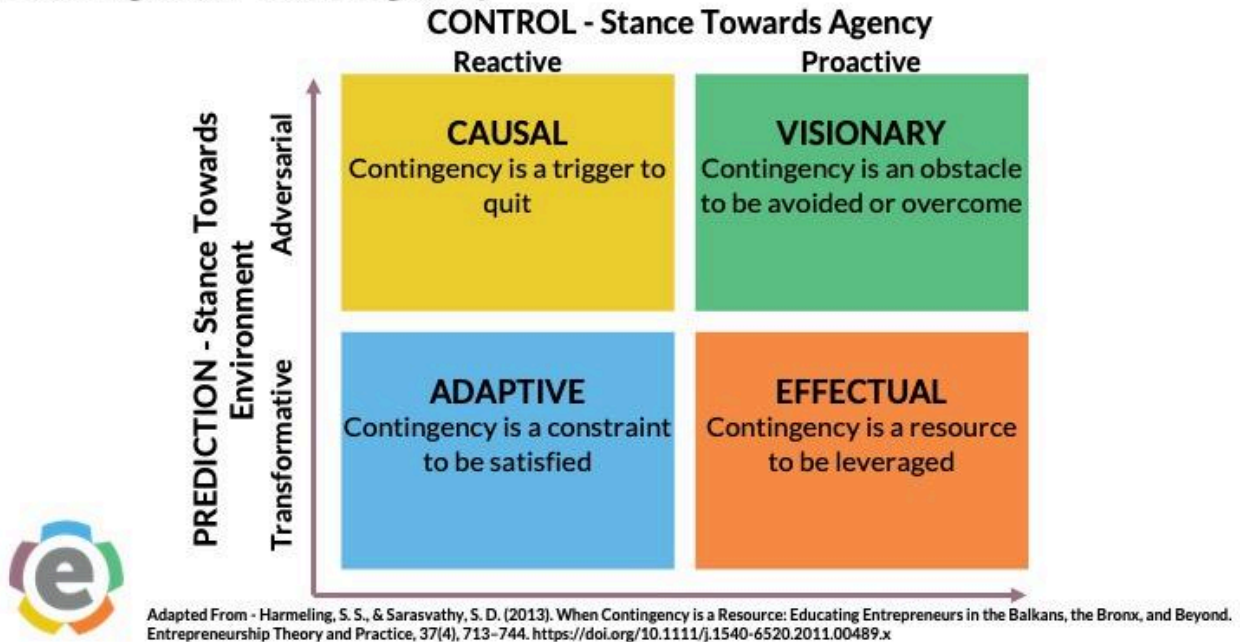 CONTROL - Stance Towards Agency
Reactive
Proactive
PREDICTION - Stance Towards
Environment
Adversarial
Transformative
CAUSAL
Contingency is a trigger to
quit
VISIONARY
Contingency is an obstacle
to be avoided or overcome
ADAPTIVE
Contingency is a constraint
to be satisfied
EFFECTUAL
Contingency is a resource
to be leveraged
e
Adapted From - Harmeling, S. S., & Sarasvathy, S. D. (2013). When Contingency is a Resource: Educating Entrepreneurs in the Balkans, the Bronx, and Beyond.
Entrepreneurship Theory and Practice, 37(4), 713–744. https://doi.org/10.1111/j.1540-6520.2011.00489.x